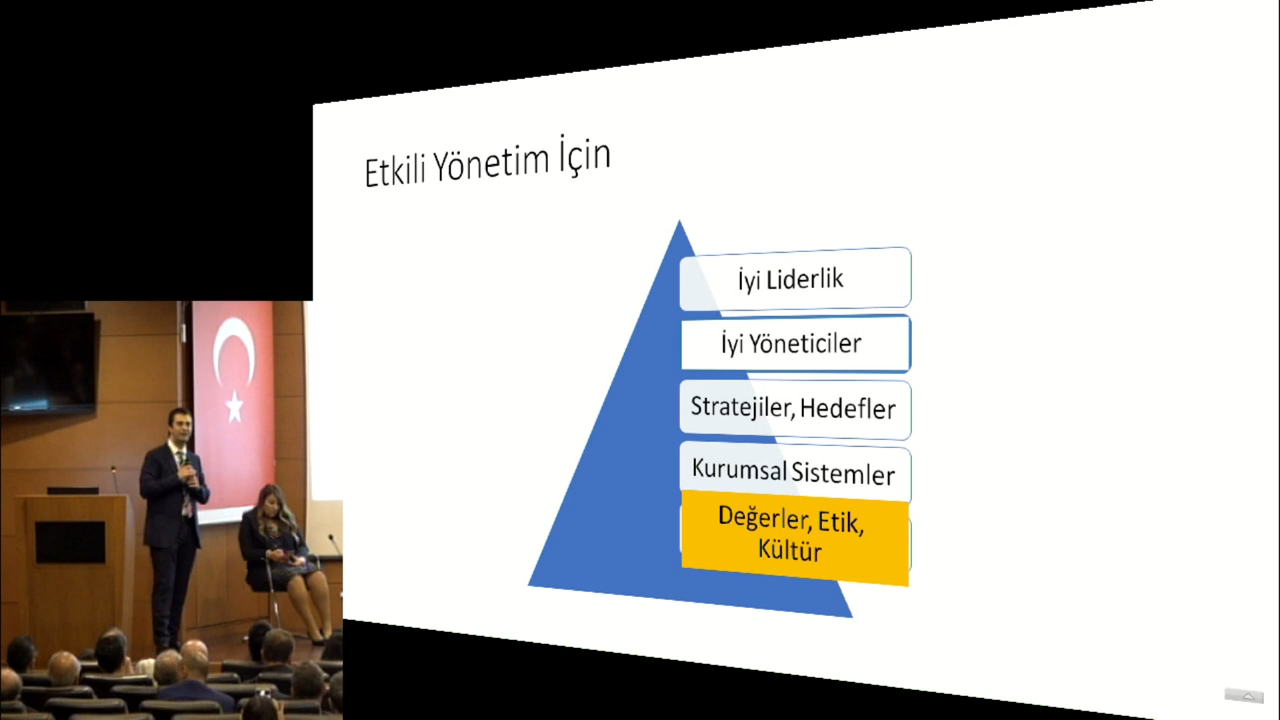 Etkili Yönetim İçin
İyi Liderlik
İyi Yöneticiler
Stratejiler, Hedefler
Kurumsal Sistemler
Değerler, Etik,
Kültür